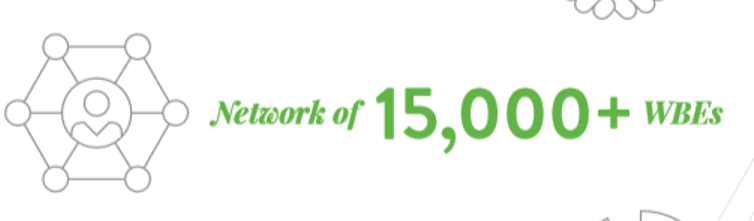 Network of 15,000+ WBEs